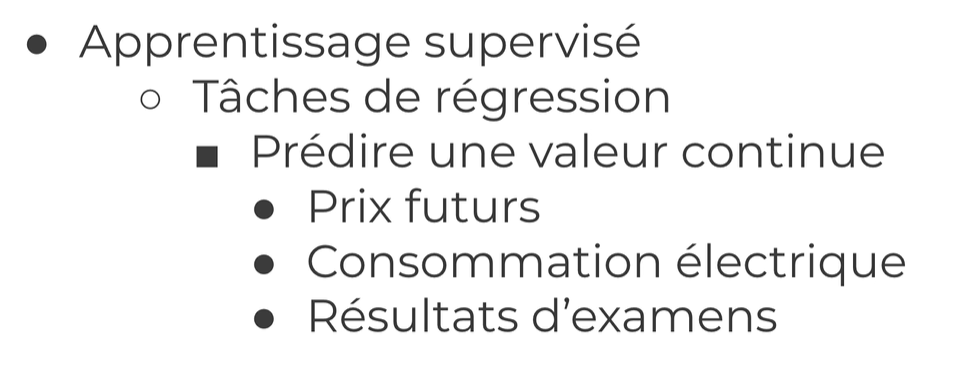 ● Apprentissage supervisé
○ Tâches de régression
■ Prédire une valeur continue
● Prix futurs
● Consommation électrique
● Résultats d’examens